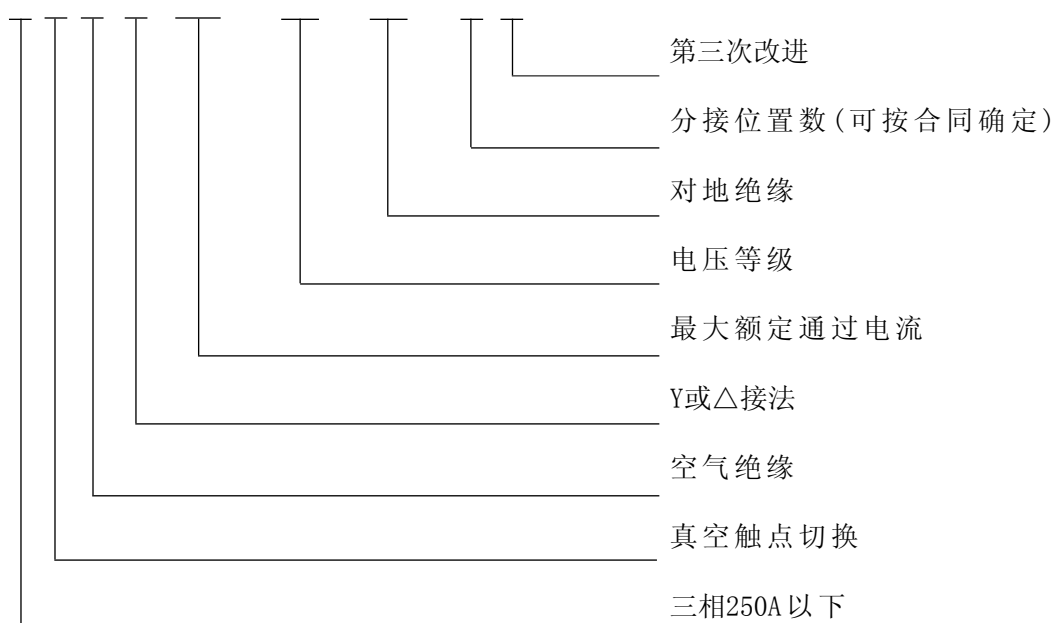 第三次改进
分接位置数(可按合同确定)
对地绝缘
电压等级
最大额定通过电流
Y或△接法
空气绝缘
真空触点切换
三相250A以下